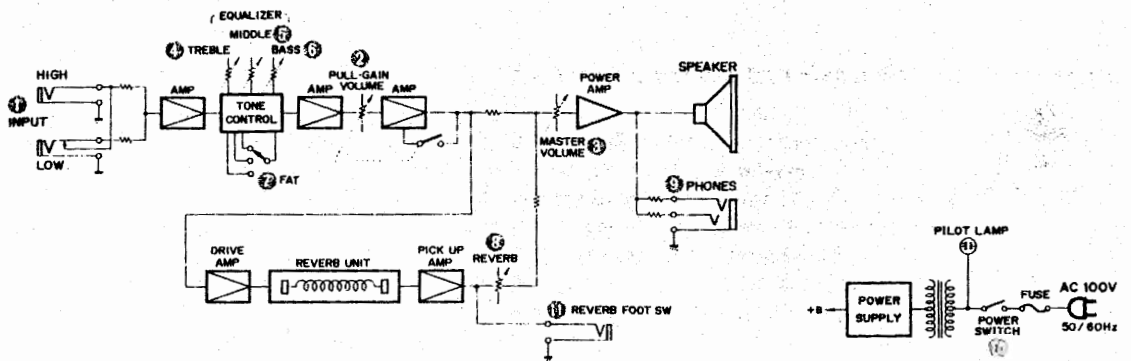 ( EQUALIZER )
4 TREBLE
MIDDLE 5
BASS 6
2
PULL-GAIN
VOLUME
HIGH
1
INPUT
LOW
AMP
TONE
CONTROL
7 FAT
AMP
AMP
MASTER
VOLUME 3
POWER
AMP
SPEAKER
9 PHONES
DRIVE
AMP
REVERB UNIT
PICK UP
AMP
8
REVERB
11 REVERB FOOT SW
PILOT LAMP
+B
POWER
SUPPLY
POWER
SWITCH
FUSE
AC 100V
50/60Hz